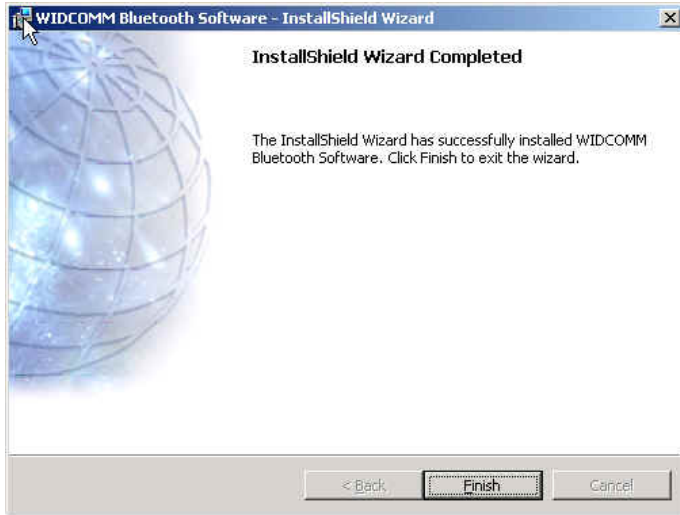 WIDCOMM Bluetooth Software - InstallShield Wizard
InstallShield Wizard Completed
The InstallShield Wizard has successfully installed WIDCOMM
Bluetooth Software. Click Finish to exit the wizard.
< Back
Finish
Cancel